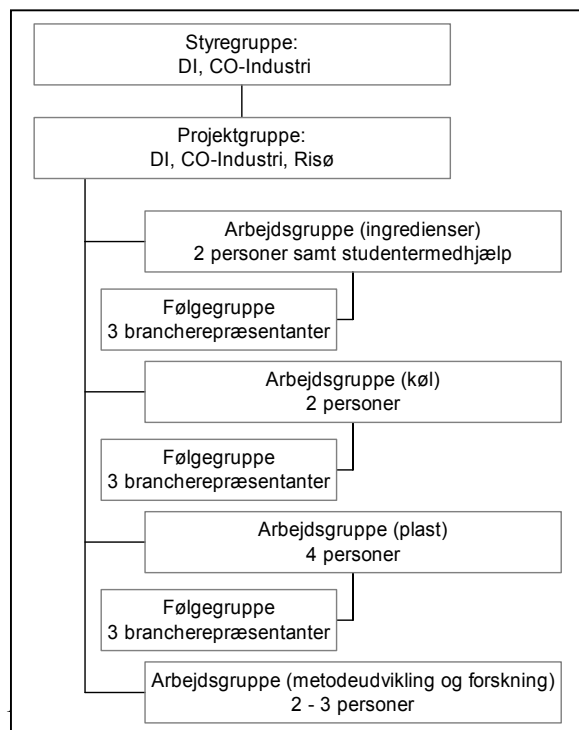 Styregruppe:
DI, CO-Industri
Projektgruppe:
DI, CO-Industri, Risø
Arbejdsgruppe (ingredienser)
2 personer samt studentermedhjælp
Følgegruppe
3 brancherepræsentanter
Arbejdsgruppe (køl)
2 personer
Følgegruppe
3 brancherepræsentanter
Arbejdsgruppe (plast)
4 personer
Følgegruppe
3 brancherepræsentanter
Arbejdsgruppe (metodeudvikling og forskning)
2 - 3 personer